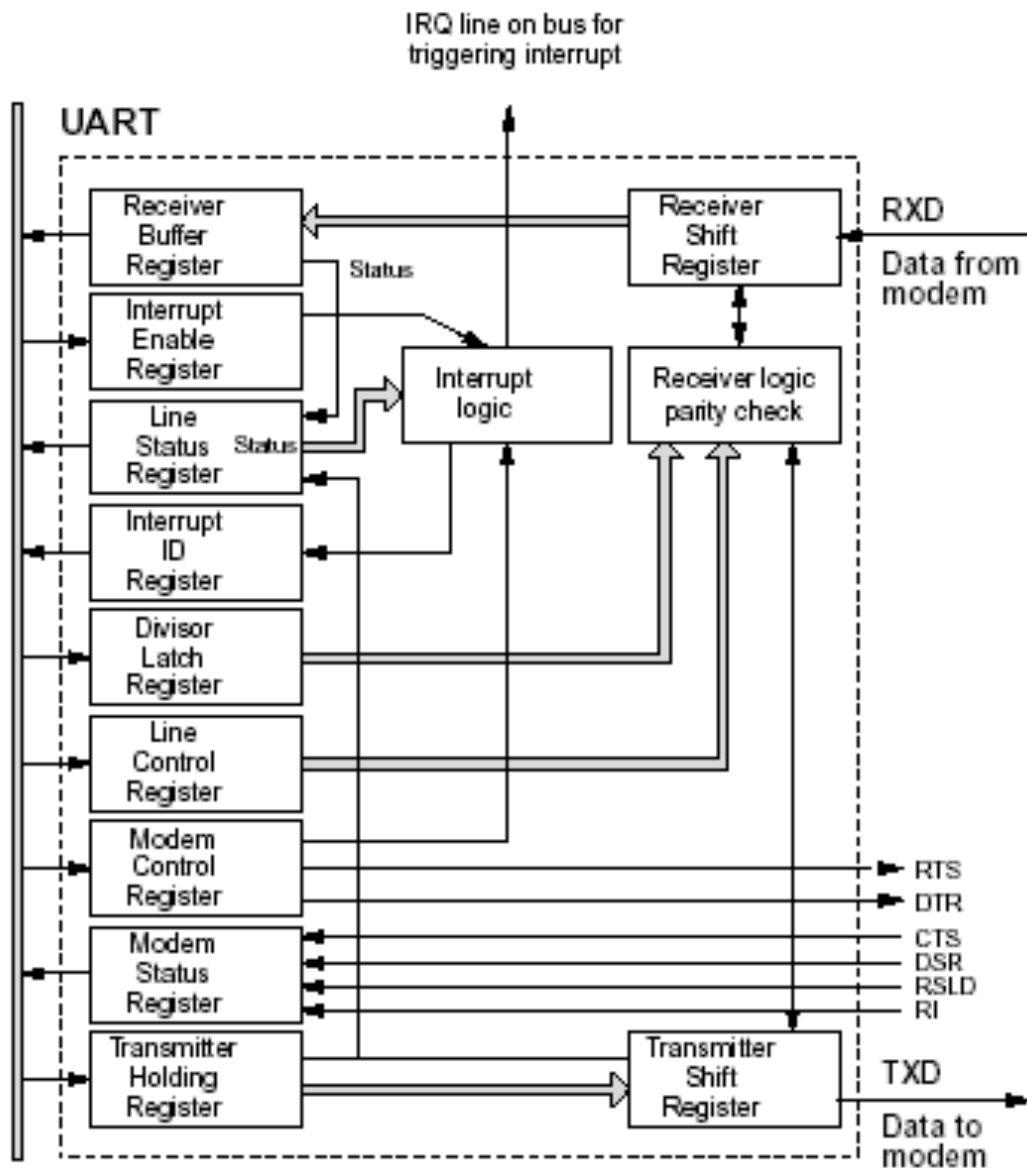 IRQ line on bus for
triggering interrupt
UART
Receiver
Buffer
Register
Receiver
Shift
Register
RXD
Data from
modem
Status
Interrupt
Enable
Register
Interrupt
logic
Receiver logic
parity check
Line
Status
Register
Status
Interrupt
ID
Register
Divisor
Latch
Register
Line
Control
Register
Modem
Control
Register
RTS
DTR
Modem
Status
Register
CTS
DSR
RSLD
RI
Transmitter
Holding
Register
Transmitter
Shift
Register
TXD
Data to
modem